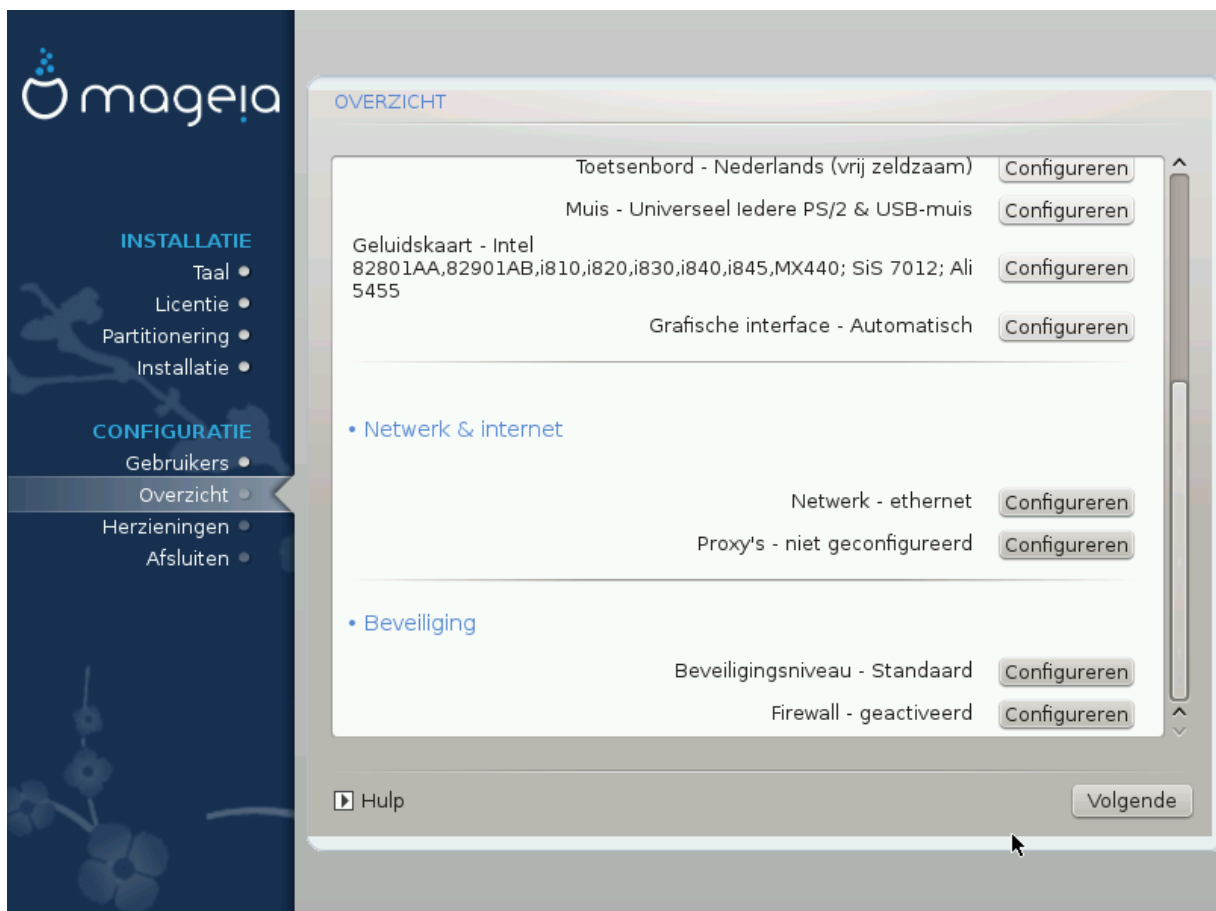 mageia
INSTALLATIE
Taal
Licentie
Partitionering
Installatie
CONFIGURATIE
Gebruikers
Overzicht
Herzieningen
Afsluiten
OVERZICHT
Toetsenbord - Nederlands (vrij zeldzaam) Configureren
Muis - Universeel Iedere PS/2 & USB-muis Configureren
Geluidskaart - Intel
82801AA,82901AB,i810,i820,i830,i840,i845,MX440; SiS 7012; Ali Configureren
5455
Grafische interface - Automatisch Configureren
• Netwerk & internet
Netwerk - ethernet Configureren
Proxy's - niet geconfigureerd Configureren
• Beveiliging
Beveiligingsniveau - Standaard Configureren
Firewall - geactiveerd Configureren
Hulp
Volgende